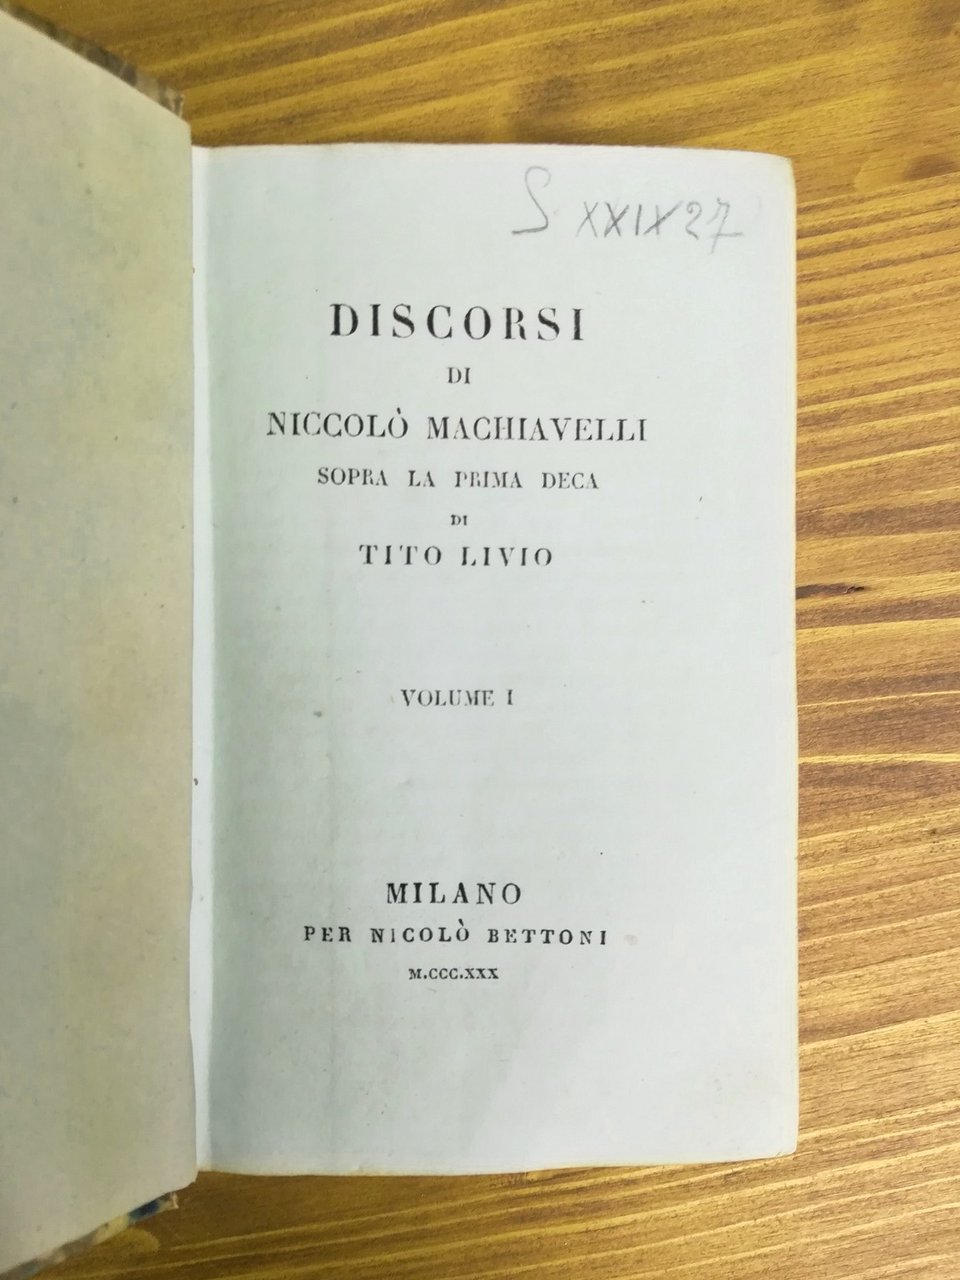 S XXIX 27
DISCORSI
DI
NICCOLÒ MACHIAVELLI
SOPRA LA PRIMA DECA
DI
TITO LIVIO
VOLUME I
MILANO
PER NICOLÒ BETTONI
M.CCC.XXX